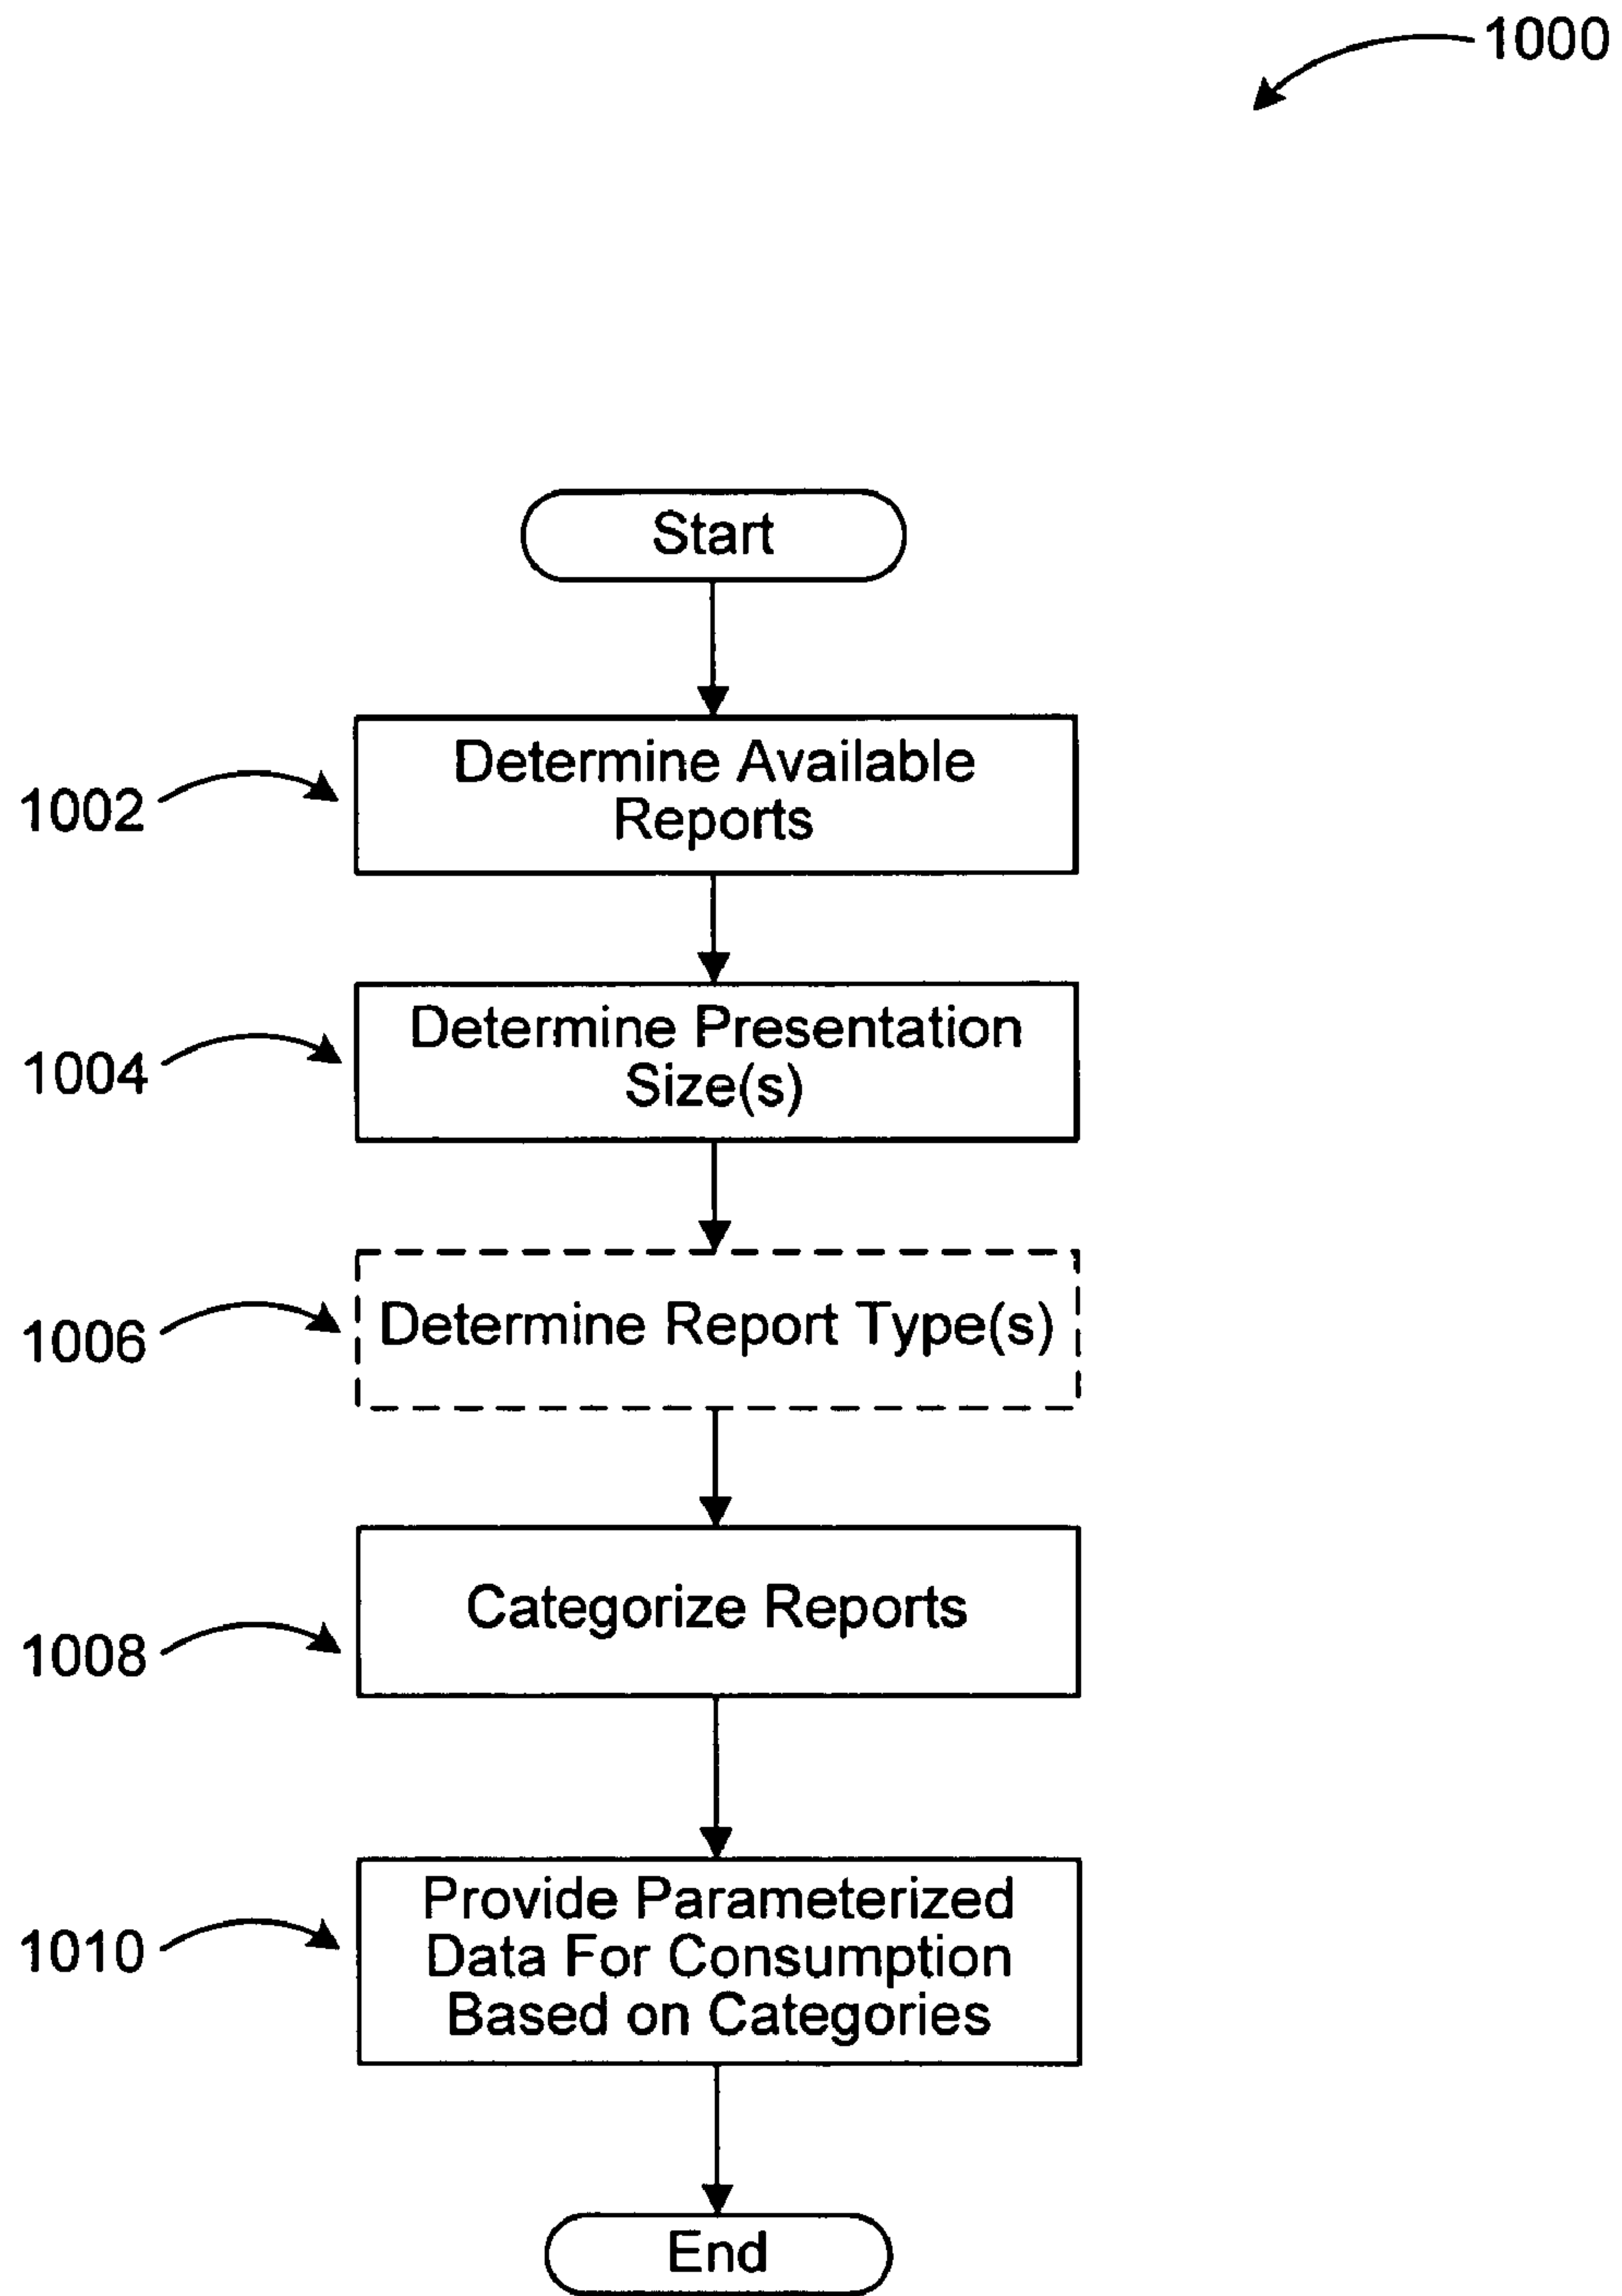 1000
Start
1002
Determine Available
Reports
1004
Determine Presentation
Size(s)
1006
Determine Report Type(s)
1008
Categorize Reports
1010
Provide Parameterized
Data For Consumption
Based on Categories
End